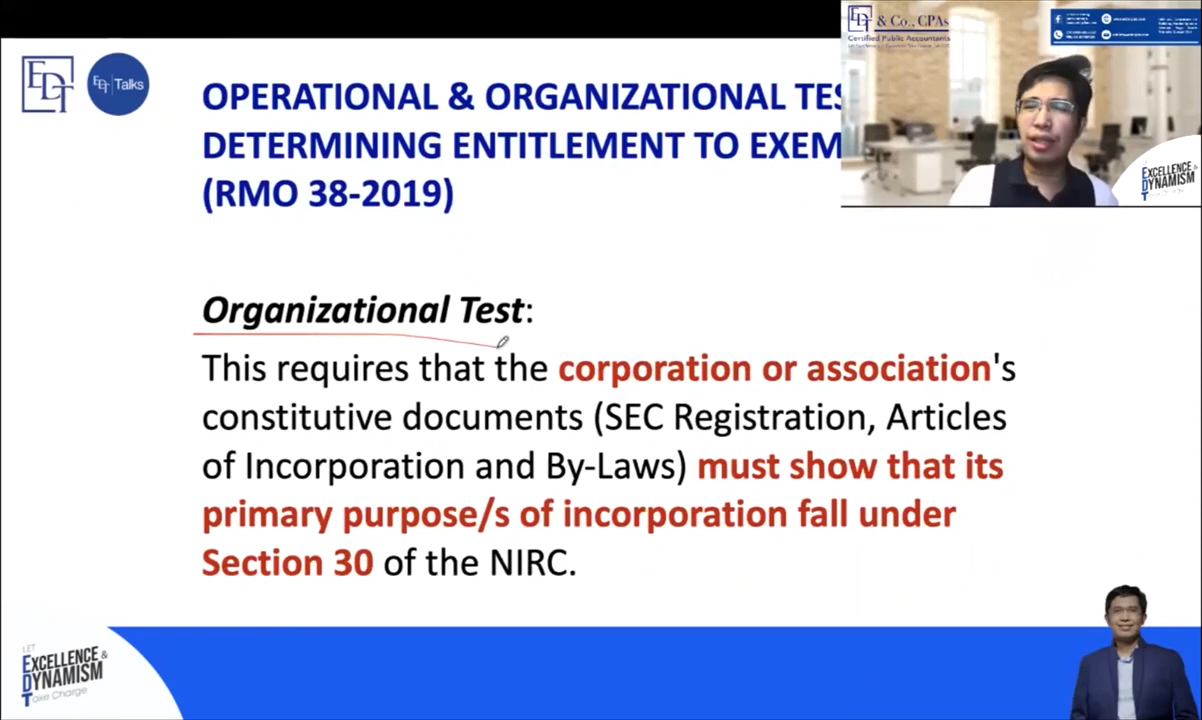 EDT
EDT Talks
OPERATIONAL & ORGANIZATIONAL TES
DETERMINING ENTITLEMENT TO EXEM
(RMO 38-2019)
EDT & Co., CPAs
Certified Public Accountants
EXCELLENCE &
DYNAMISM
Organizational Test:
This requires that the corporation or association's
constitutive documents (SEC Registration, Articles
of Incorporation and By-Laws) must show that its
primary purpose/s of incorporation fall under
Section 30 of the NIRC.
LET
EXCELLENCE &
DYNAMISM
Take Charge